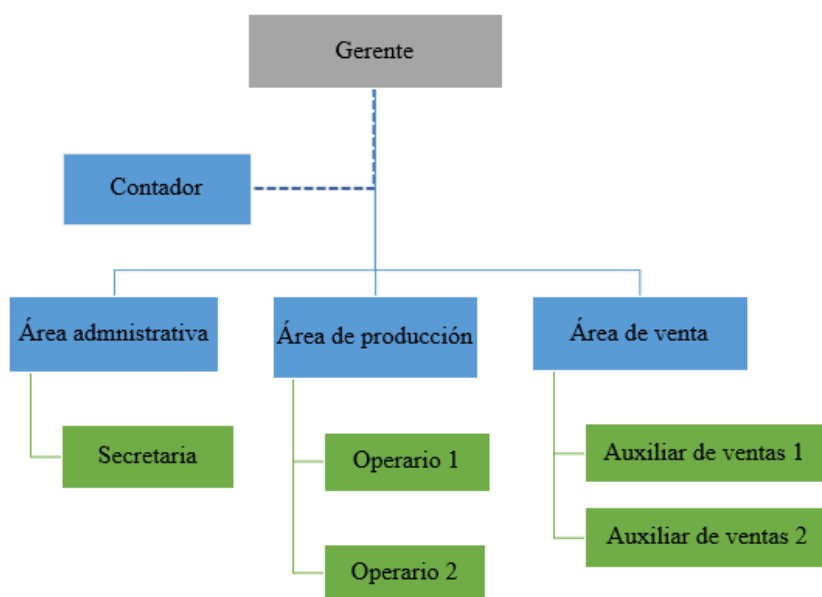 Gerente
Contador
Área admnistrativa
Área de producción
Área de venta
Secretaria
Operario 1
Auxiliar de ventas 1
Operario 2
Auxiliar de ventas 2